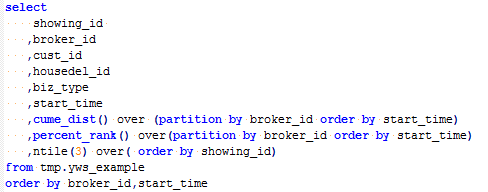 select
showing_id
,broker_id
,cust_id
,housedel_id
,biz_type
,start_time
,cume_dist() over (partition by broker_id order by start_time)
,percent_rank() over(partition by broker_id order by start_time)
,ntile(3) over( order by showing_id)
from tmp.yws_example
order by broker_id,start_time